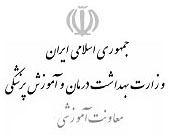 جمهوری اسلامی ایران
وزارت بهداشت درمان و آموزش پزشکی
معاونت آموزشی